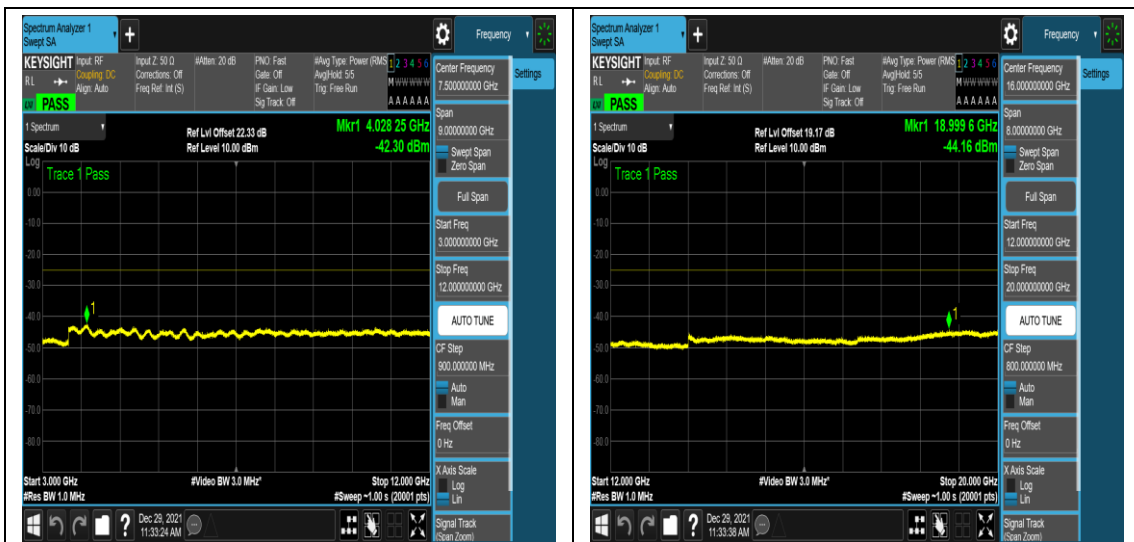 Spectrum Analyzer 1
Swept SA
+
Frequency
KEYSIGHT
RL
Input: RF
Coupling: DC
Align: Auto
Input Z: 50 Ω
Corrections: Off
Freq Ref: Int (S)
#Atten: 20 dB
PNO: Fast
Gate: Off
IF Gain: Low
Sig Track: Off
#Avg Type: Power (RMS
Avg|Hold: 5/5
Trig: Free Run
1 2 3 4 5 6
M W W W W W
A A A A A A
PASS
1 Spectrum
Scale/Div 10 dB
Ref Lvl Offset 22.33 dB
Ref Level 10.00 dBm
Mkr1 4.028 25 GHz
-42.30 dBm
Log
Trace 1 Pass
0.00
-10.0
-20.0
-30.0
-40.0
-50.0
-60.0
-70.0
-80.0
1
Start 3.000 GHz
#Res BW 1.0 MHz
#Video BW 3.0 MHz*
Stop 12.000 GHz
#Sweep ~1.00 s (20001 pts)
?
Dec 29, 2021
11:33:24 AM
Center Frequency
7.500000000 GHz
Settings
Span
9.00000000 GHz
Swept Span
Zero Span
Full Span
Start Freq
3.000000000 GHz
Stop Freq
12.000000000 GHz
AUTO TUNE
CF Step
900.000000 MHz
Auto
Man
Freq Offset
0 Hz
X Axis Scale
Log
Lin
Signal Track
(Span Zoom)
Spectrum Analyzer 1
Swept SA
+
Frequency
KEYSIGHT
RL
Input: RF
Coupling: DC
Align: Auto
Input Z: 50 Ω
Corrections: Off
Freq Ref: Int (S)
#Atten: 20 dB
PNO: Fast
Gate: Off
IF Gain: Low
Sig Track: Off
#Avg Type: Power (RMS
Avg|Hold: 5/5
Trig: Free Run
1 2 3 4 5 6
M W W W W W
A A A A A A
PASS
1 Spectrum
Scale/Div 10 dB
Ref Lvl Offset 19.17 dB
Ref Level 10.00 dBm
Mkr1 18.999 6 GHz
-44.16 dBm
Log
Trace 1 Pass
0.00
-10.0
-20.0
-30.0
-40.0
-50.0
-60.0
-70.0
-80.0
1
Start 12.000 GHz
#Res BW 1.0 MHz
#Video BW 3.0 MHz*
Stop 20.000 GHz
#Sweep ~1.00 s (20001 pts)
?
Dec 29, 2021
11:33:38 AM
Center Frequency
16.000000000 GHz
Settings
Span
8.00000000 GHz
Swept Span
Zero Span
Full Span
Start Freq
12.000000000 GHz
Stop Freq
20.000000000 GHz
AUTO TUNE
CF Step
800.000000 MHz
Auto
Man
Freq Offset
0 Hz
X Axis Scale
Log
Lin
Signal Track
(Span Zoom)